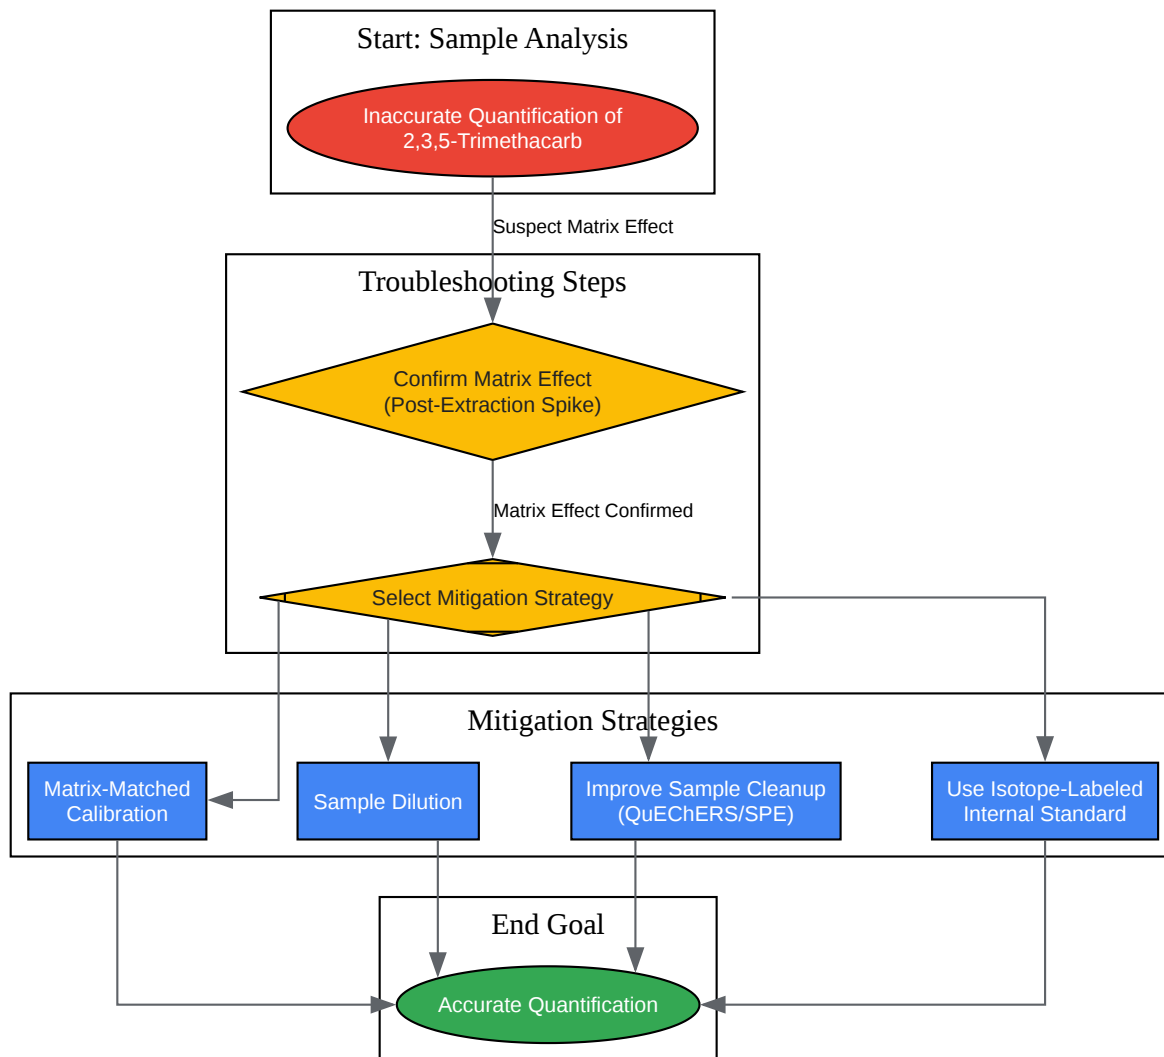 Start: Sample Analysis
Inaccurate Quantification of
2,3,5-Trimethacarb
Suspect Matrix Effect
Troubleshooting Steps
Confirm Matrix Effect
(Post-Extraction Spike)
Matrix Effect Confirmed
Select Mitigation Strategy
Mitigation Strategies
Matrix-Matched
Calibration
Sample Dilution
Improve Sample Cleanup
(QuEChERS/SPE)
Use Isotope-Labeled
Internal Standard
End Goal
Accurate Quantification